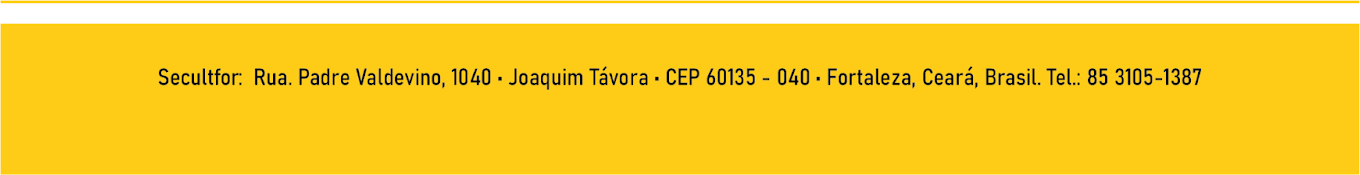 Secultfor:  Rua. Padre Valdevino, 1040 • Joaquim Távora • CEP 60135 - 040 • Fortaleza, Ceará, Brasil. Tel.: 85 3105-1387